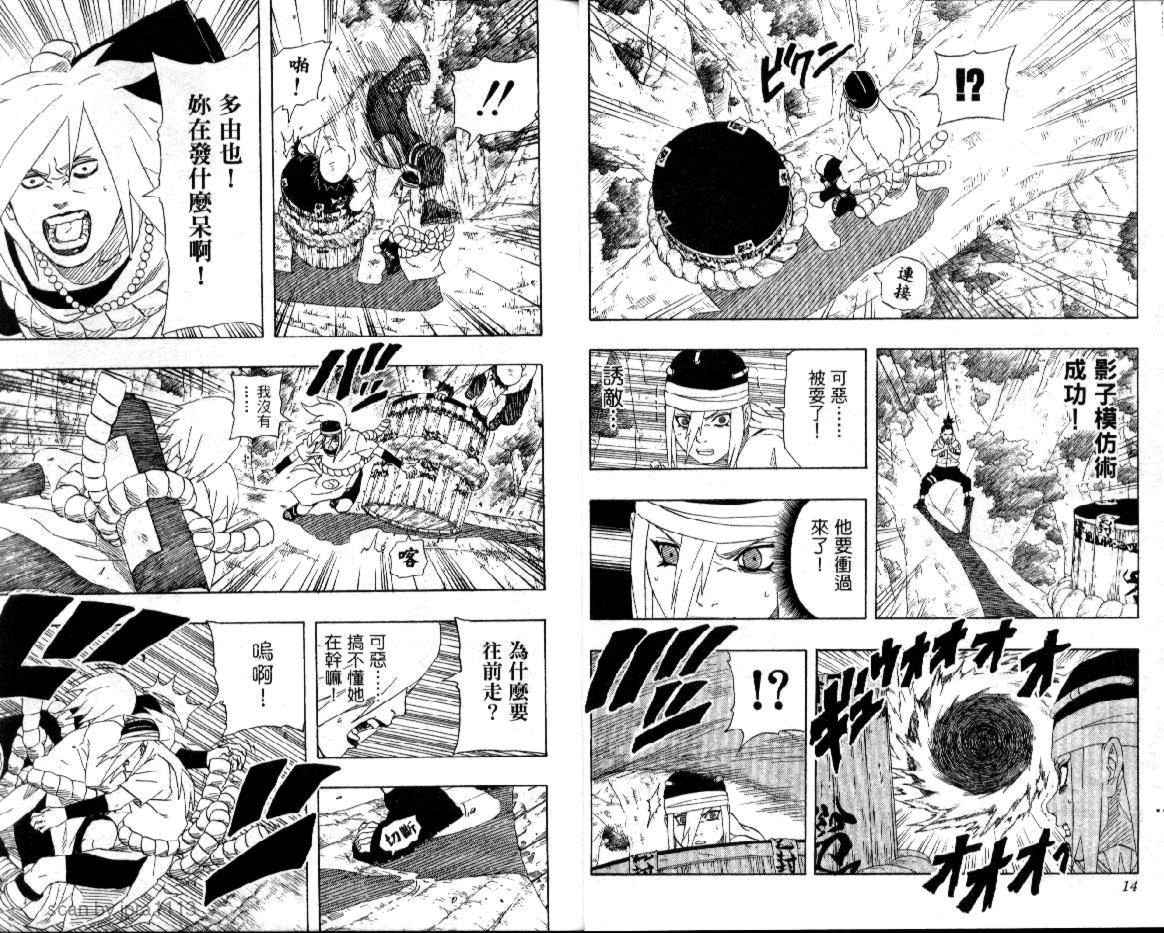 !?
ビクン
連接
影子模仿術
成功!
可惡……
被耍了!
誘敵…
他要衝過
來了!
ギュウオオオオ
オオオゥ
!?
14
!!
啪!
多由也!
妳在發什麼呆啊!
我沒有
……
喀
為什麼要
往前走?
可惡……
搞不懂她
在幹嘛!
嗚啊!
切斷